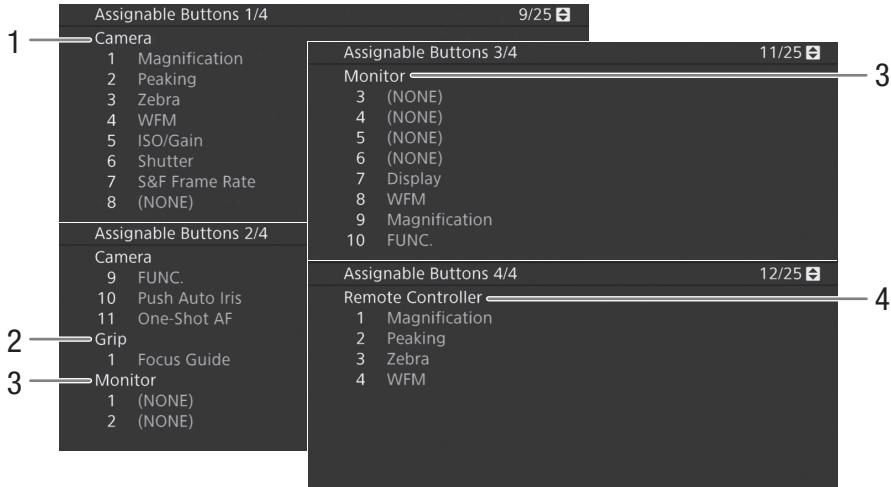 Assignable Buttons 1/4 9/25
1 Camera
1 Magnification
2 Peaking
3 Zebra
4 WFM
5 ISO/Gain
6 Shutter
7 S&F Frame Rate
8 (NONE)
Assignable Buttons 2/4
Camera
9 FUNC.
10 Push Auto Iris
11 One-Shot AF
2 Grip
1 Focus Guide
3 Monitor
1 (NONE)
2 (NONE)
Assignable Buttons 3/4 11/25
Monitor 3
3 (NONE)
4 (NONE)
5 (NONE)
6 (NONE)
7 Display
8 WFM
9 Magnification
10 FUNC.
Assignable Buttons 4/4 12/25
Remote Controller 4
1 Magnification
2 Peaking
3 Zebra
4 WFM